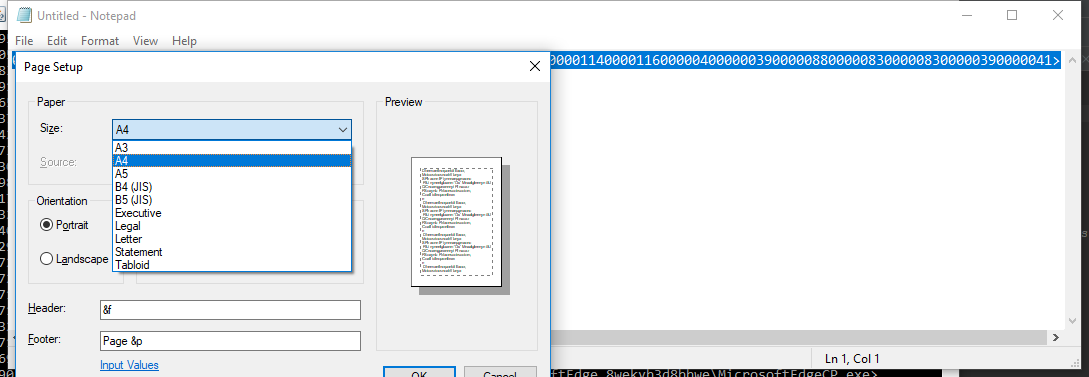 Untitled - Notepad
File Edit Format View Help
000011400001160000040000003900000880000083000008300000390000041>
Page Setup
Paper
Size: A4
A3
A4
A5
B4 (JIS)
B5 (JIS)
Executive
Legal
Letter
Statement
Tabloid
Source:
Orientation
Portrait
Landscape
Preview
Header: &f
Footer: Page &p
Input Values
OK Cancel
Ln 1, Col 1
8wekyb3d8bbwe\MicrosoftEdgeCP.exe>